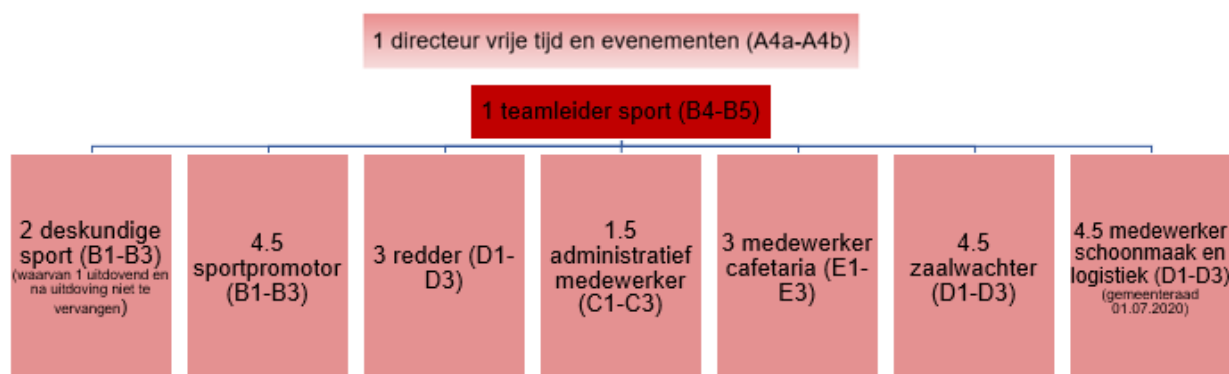 1 directeur vrije tijd en evenementen (A4a-A4b)
1 teamleider sport (B4-B5)
2 deskundige
sport (B1-B3)
(waarvan 1 uitdovend en
na uitdoving niet te
vervangen)
4.5
sportpromotor
(B1-B3)
3 redder (D1-
D3)
1.5
administratief
medewerker
(C1-C3)
3 medewerker
cafetaria (E1-
E3)
4.5
zaalwachter
(D1-D3)
4.5 medewerker
schoonmaak en
logistiek (D1-D3)
(gemeenteraad
01.07.2020)